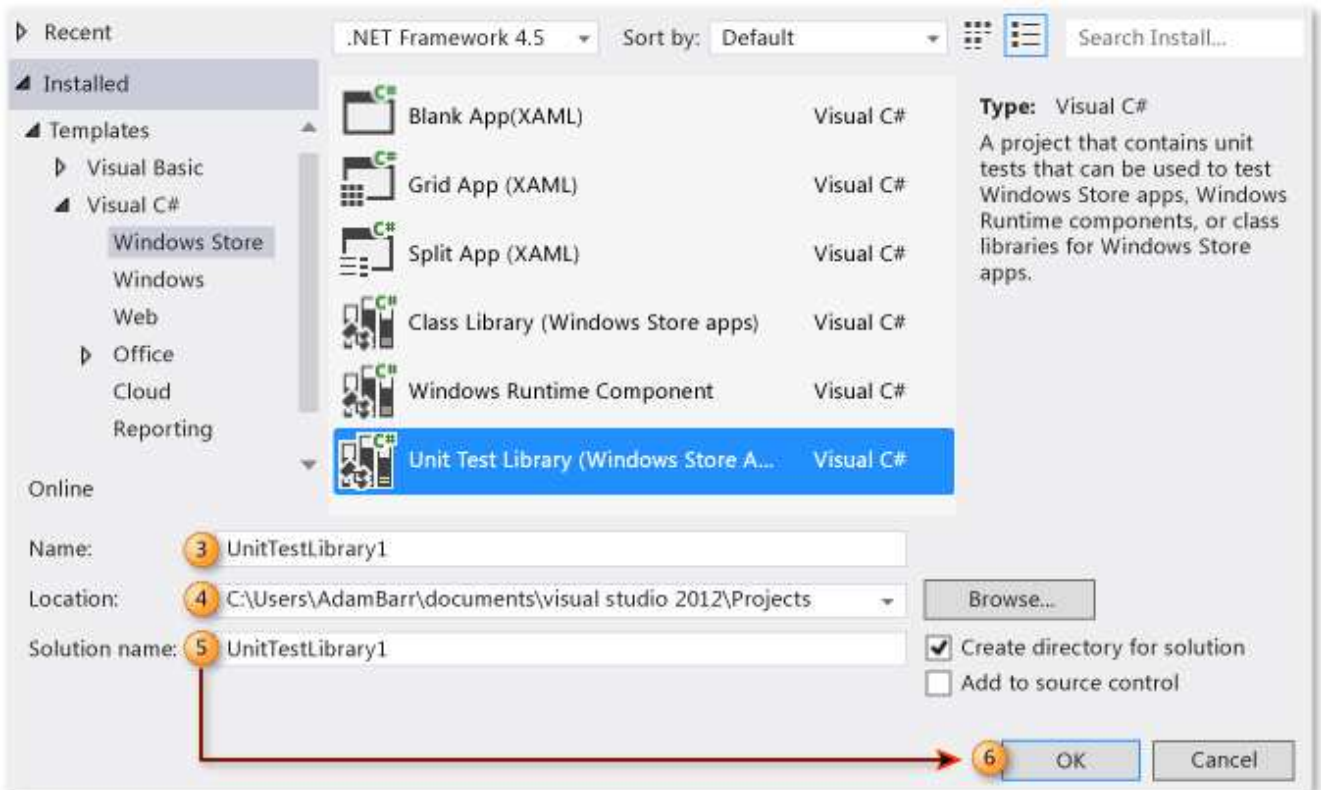 Recent
.NET Framework 4.5
Sort by: Default
Search Install...
Installed
Templates
Visual Basic
Visual C#
Windows Store
Windows
Web
Office
Cloud
Reporting
Online
C# Blank App(XAML) Visual C#
C# Grid App (XAML) Visual C#
C# Split App (XAML) Visual C#
C# Class Library (Windows Store apps) Visual C#
C# Windows Runtime Component Visual C#
C# Unit Test Library (Windows Store A... Visual C#
Type: Visual C#
A project that contains unit
tests that can be used to test
Windows Store apps, Windows
Runtime components, or class
libraries for Windows Store
apps.
Name: 3 UnitTestLibrary1
Location: 4 C:\Users\AdamBarr\documents\visual studio 2012\Projects
Browse...
Solution name: 5 UnitTestLibrary1
Create directory for solution
Add to source control
6 OK
Cancel